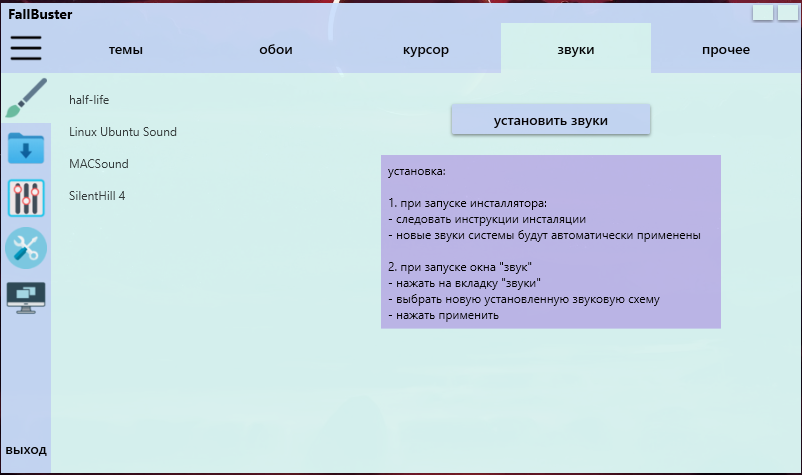 FallBuster
темы
обои
курсор
звуки
прочее
half-life
Linux Ubuntu Sound
MACSound
SilentHill 4
установить звуки
установка:
1. при запуске инсталлятора:
- следовать инструкции инсталяции
- новые звуки системы будут автоматически применены
2. при запуске окна "звук"
- нажать на вкладку "звуки"
- выбрать новую установленную звуковую схему
- нажать применить
выход